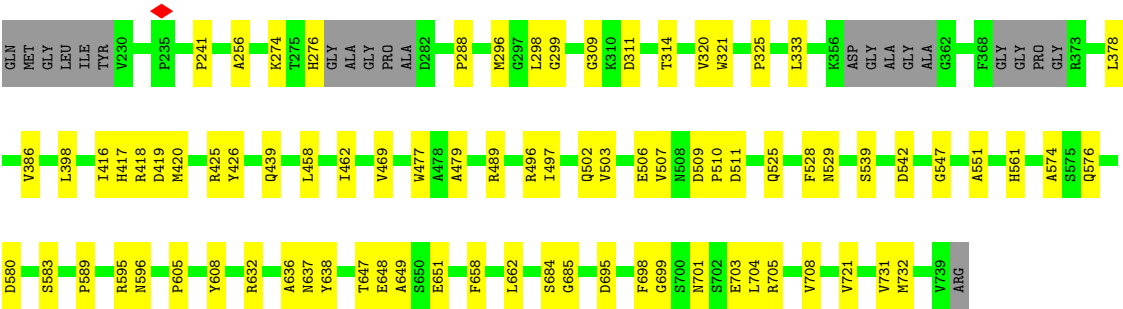 GLN MET GLY LEU ILE TYR V230 P235 P241 A256 K274 T275 H276 GLY ALA GLY PRO ALA D282 P288 M296 G297 L298 G299 G309 K310 D311 T314 V320 W321 P325 L333 K356 ASP GLY ALA GLY ALA G362 F368 GLY GLY PRO GLY R373 L378
V386 L398 I416 H417 R418 D419 M420 R425 Y426 Q439 L458 I462 V469 W477 A478 A479 R489 R496 I497 Q502 V503 E506 V507 N508 D509 P510 D511 Q525 F528 N529 S539 D542 G547 A551 H561 A574 S575 Q576
D580 S583 P589 R595 N596 P605 Y608 R632 A636 N637 Y638 T647 E648 A649 S650 E651 F658 L662 S684 G685 D695 F698 G699 S700 N701 S702 E703 L704 R705 V708 V721 V731 M732 V739 ARG